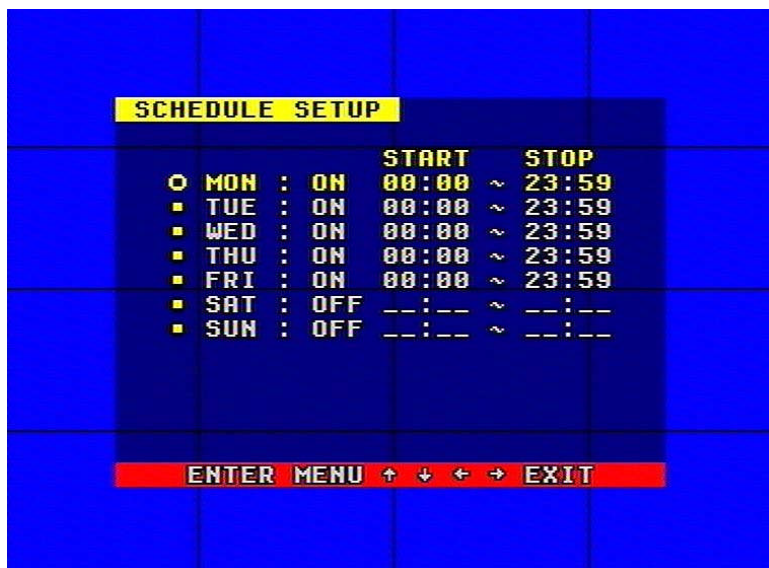 SCHEDULE SETUP
START STOP
MON : ON 00:00 ~ 23:59
TUE : ON 00:00 ~ 23:59
WED : ON 00:00 ~ 23:59
THU : ON 00:00 ~ 23:59
FRI : ON 00:00 ~ 23:59
SAT : OFF __:__ ~ __:__
SUN : OFF __:__ ~ __:__
ENTER MENU ↑ ↓ ← → EXIT